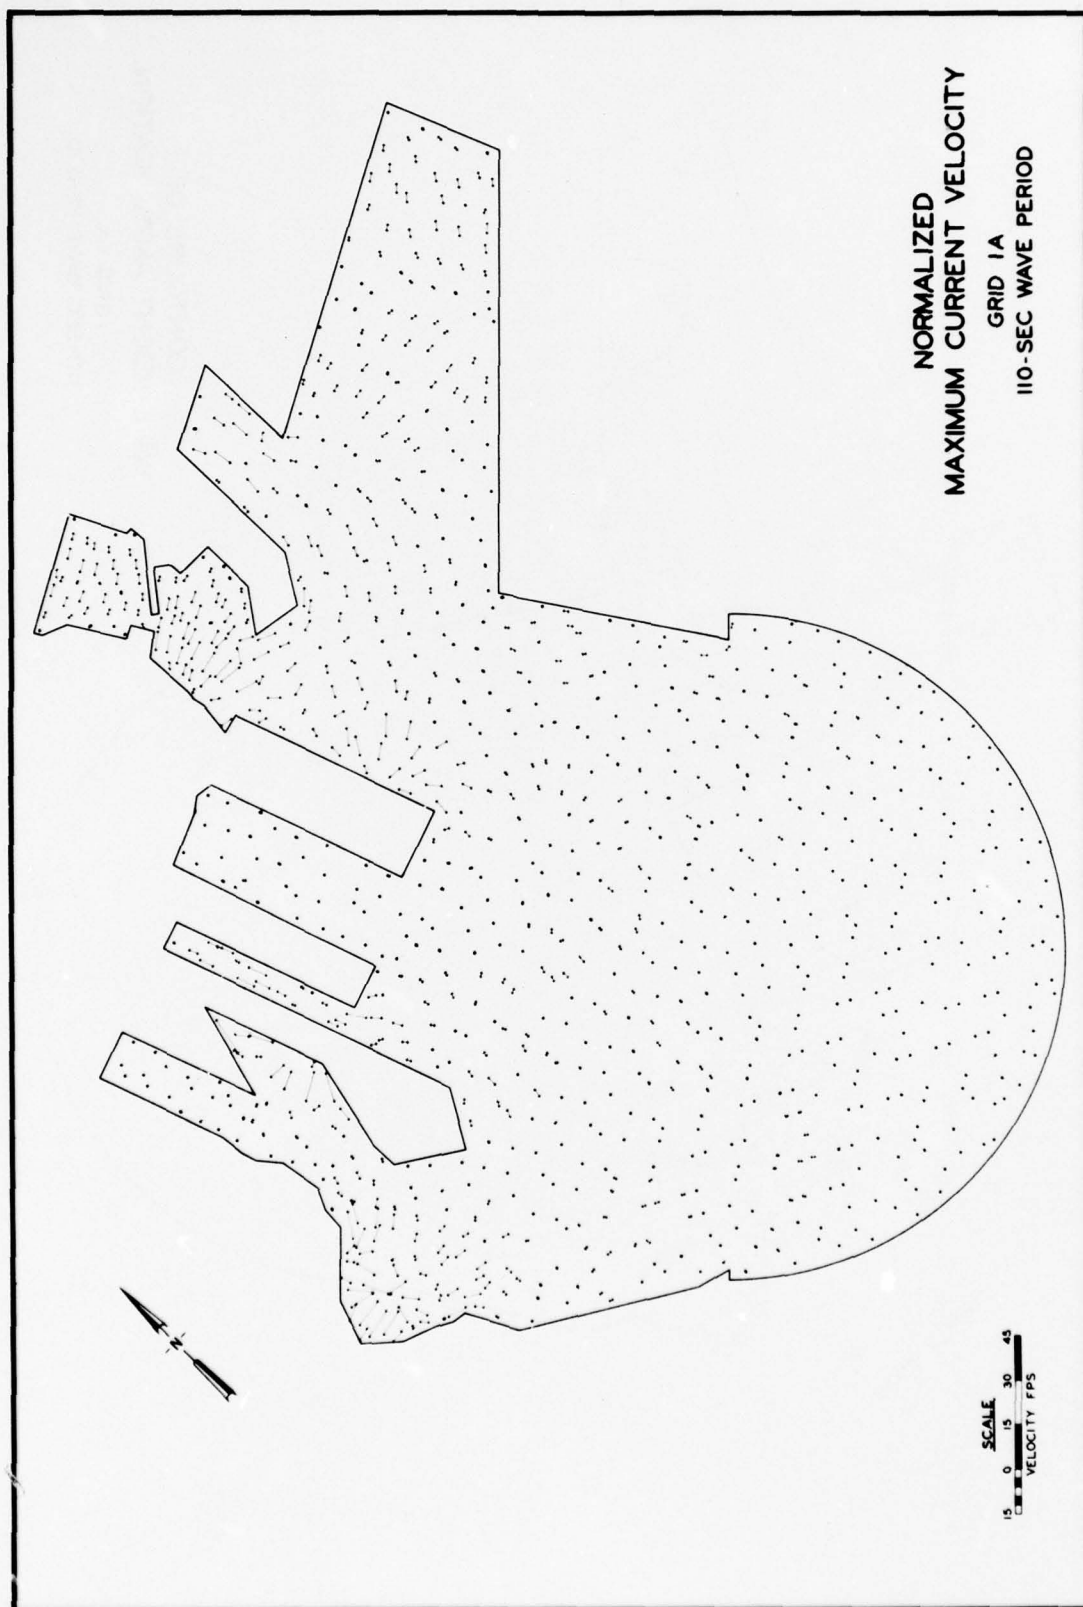 NORMALIZED
MAXIMUM CURRENT VELOCITY
GRID 1A
110-SEC WAVE PERIOD
N
SCALE
15 0 15 30 45
VELOCITY FPS